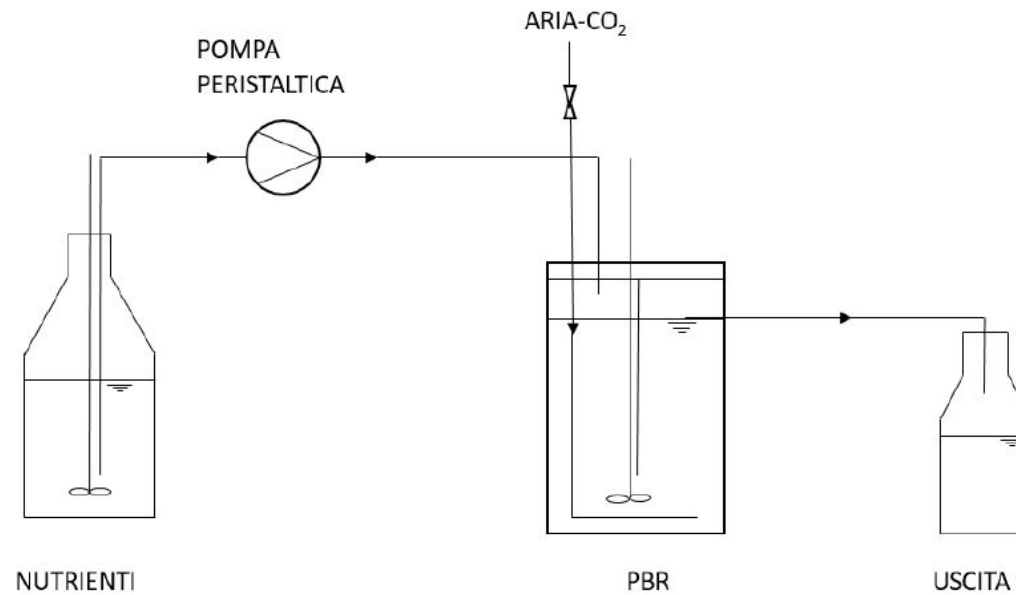 ARIA-CO₂
POMPA
PERISTALTICA
NUTRIENTI
PBR
USCITA